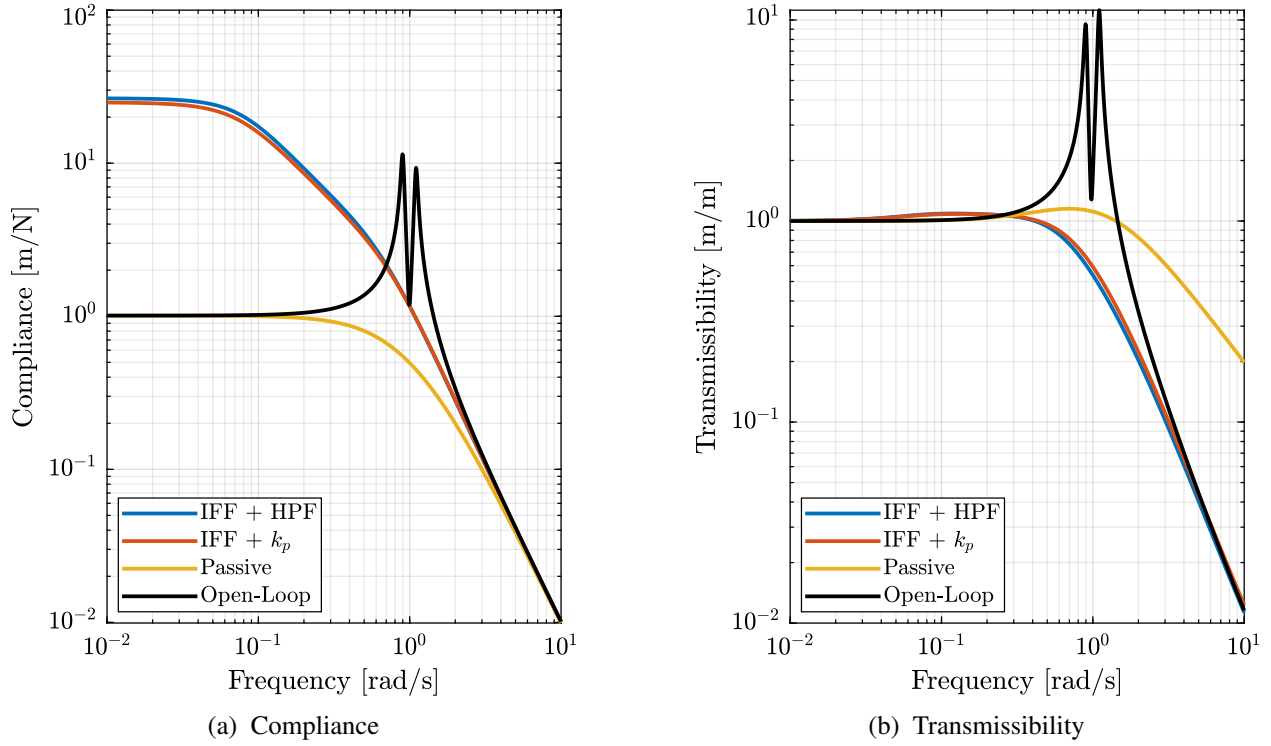 10^2
10^1
10^0
10^{-1}
10^{-2}
Compliance [m/N]
IFF + HPF
IFF + k_p
Passive
Open-Loop
10^{-2}
10^{-1}
10^0
10^1
Frequency [rad/s]
(a) Compliance
10^1
10^0
10^{-1}
10^{-2}
Transmissibility [m/m]
IFF + HPF
IFF + k_p
Passive
Open-Loop
10^{-2}
10^{-1}
10^0
10^1
Frequency [rad/s]
(b) Transmissibility